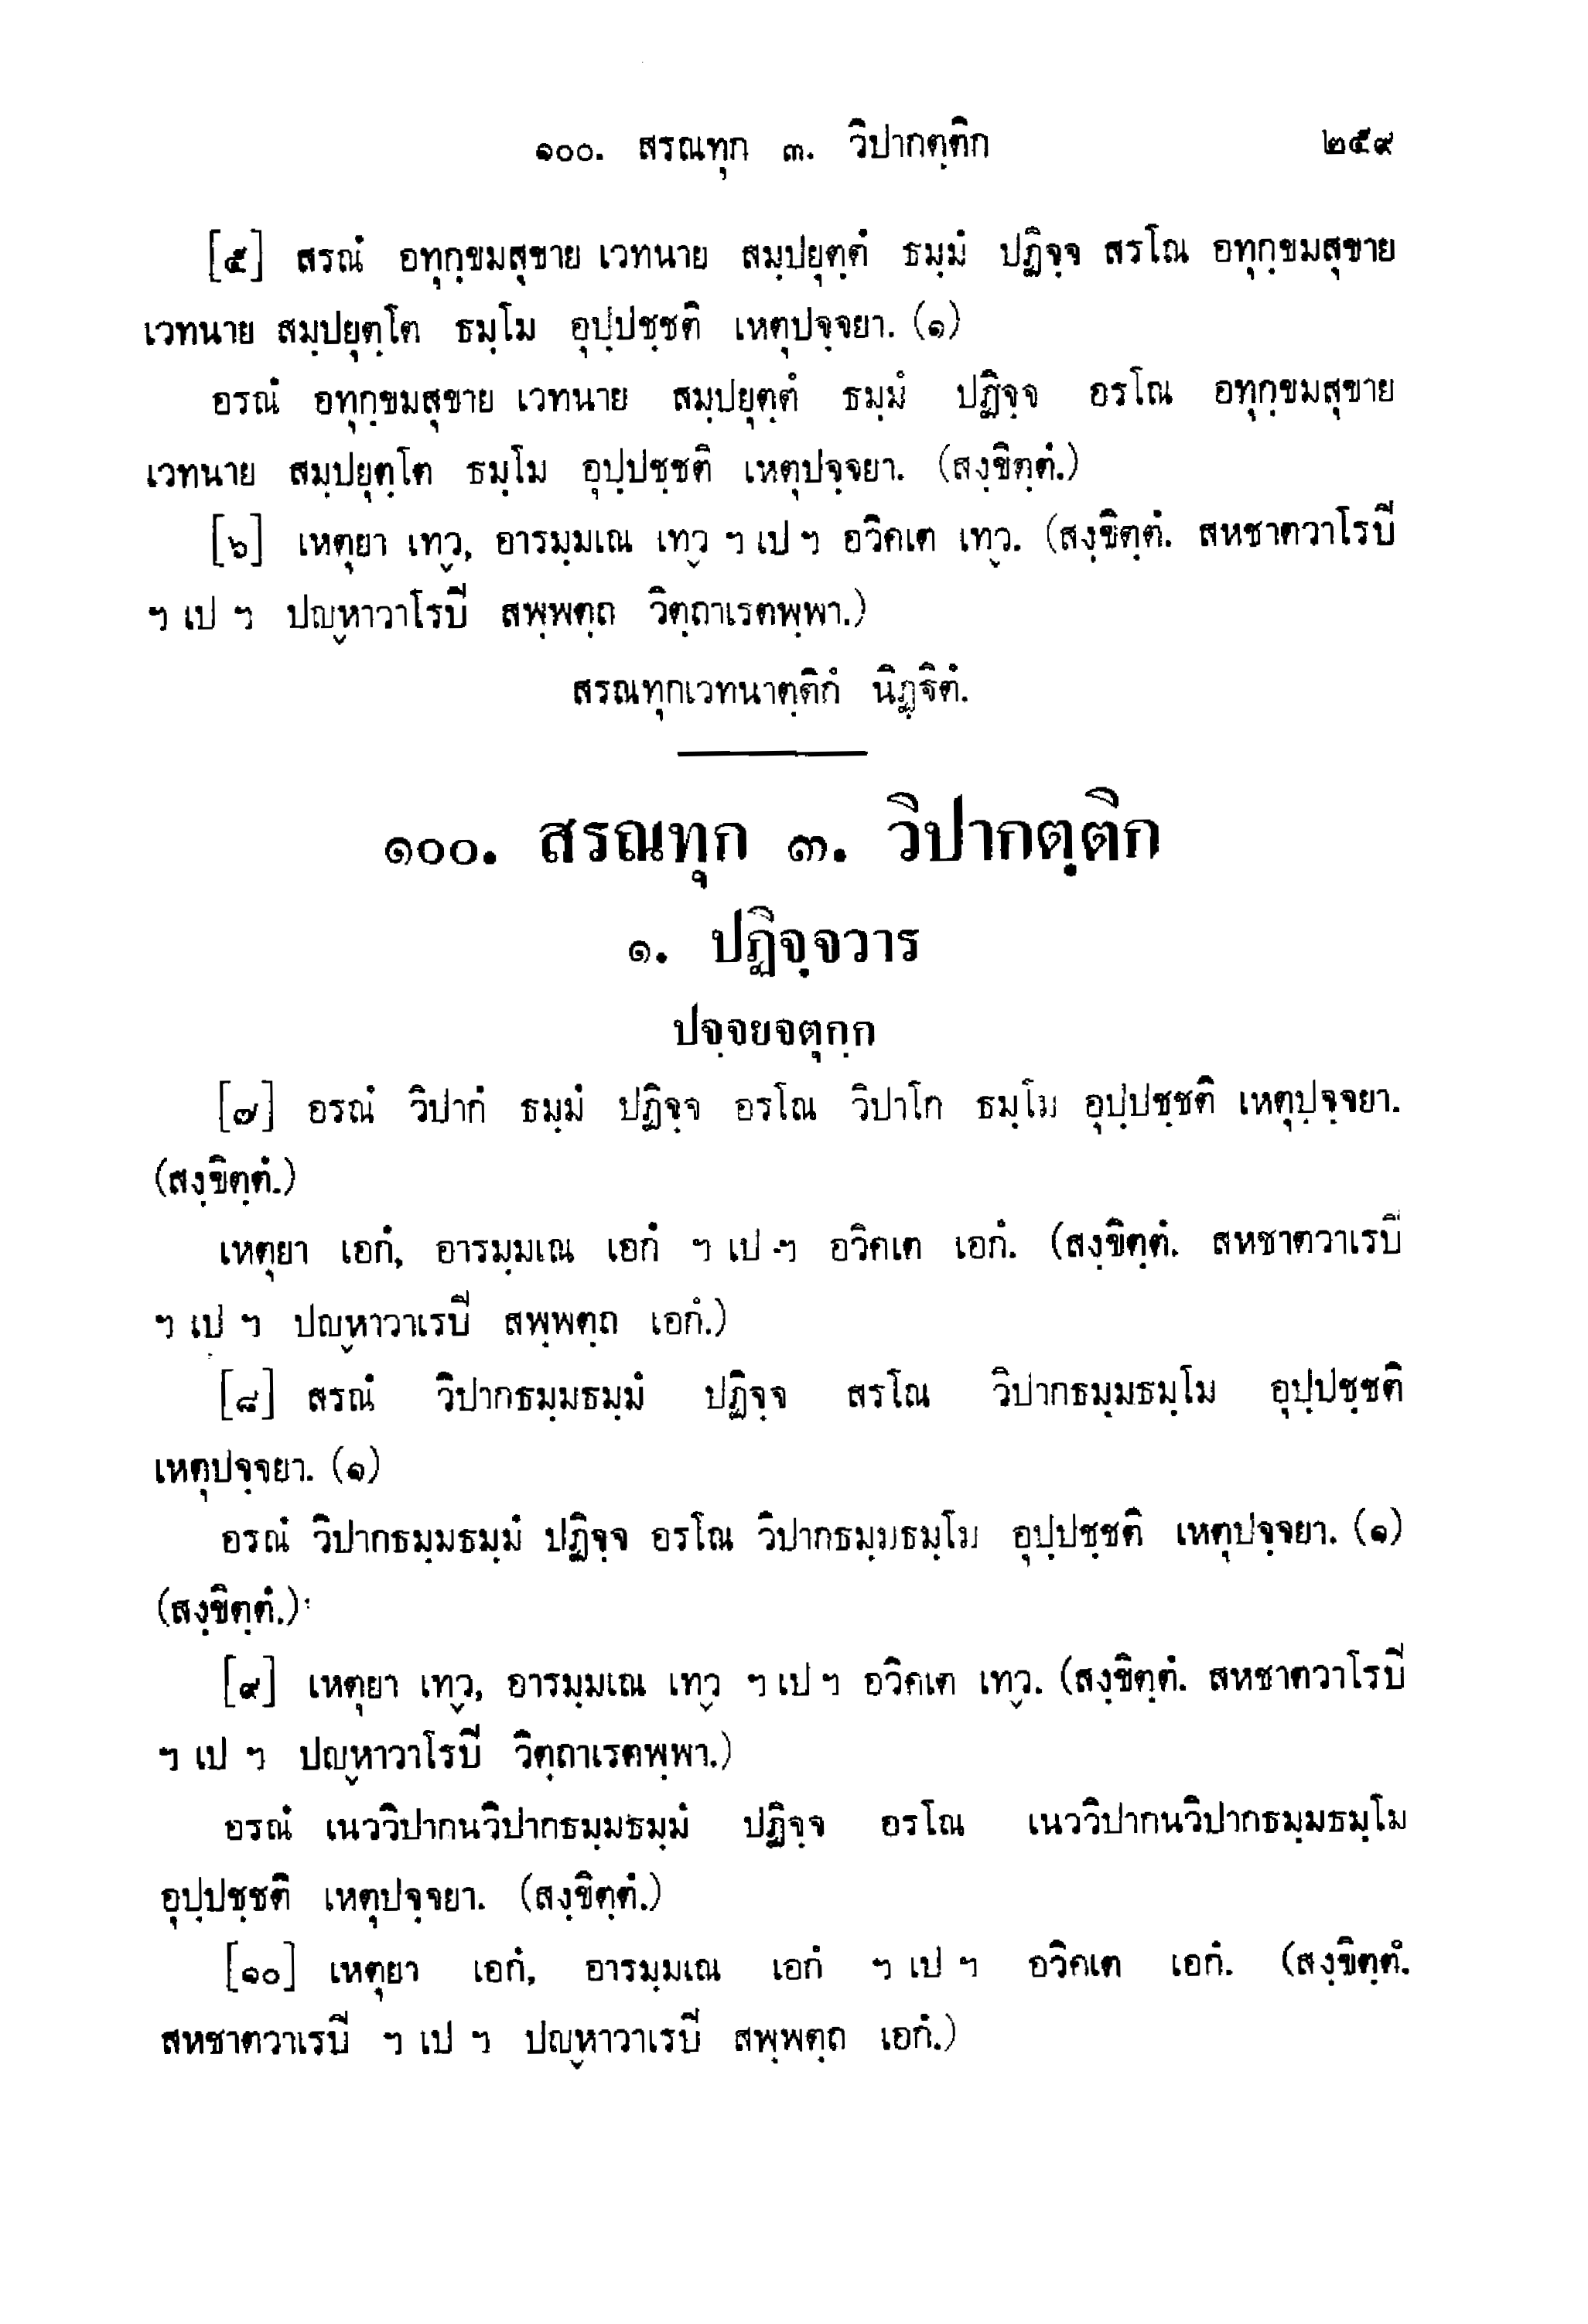 ๑๐๐. สรณทุก ๓. วิปากตฺติก ๒๕๙
[๕] สรณํ อทุกฺขมสุขาย เวทนาย สมฺปยุตฺตํ ธมฺมํ ปฏิจฺจ สรโณ อทุกฺขมสุขาย
เวทนาย สมฺปยุตฺโต ธมฺโม อุปฺปชฺชติ เหตุปจฺจยา. (๑)
อรณํ อทุกฺขมสุขาย เวทนาย สมฺปยุตฺตํ ธมฺมํ ปฏิจฺจ อรโณ อทุกฺขมสุขาย
เวทนาย สมฺปยุตฺโต ธมฺโม อุปฺปชฺชติ เหตุปจฺจยา. (สงฺขิตฺตํ.)
[๖] เหตุยา เทฺว, อารมฺมเณ เทฺว ฯ เป ฯ อวิคเต เทฺว. (สงฺขิตฺตํ. สหชาตวาโรปิ
ฯ เป ฯ ปญฺหาวาโรปิ สพฺพตฺถ วิตฺถาเรตพฺพา.)
สรณทุกเวทนาตฺติกํ นิฏฺฐิตํ.
๑๐๐. สรณทุก ๓. วิปากตฺติก
๑. ปฏิจฺจวาร
ปจฺจยจตุกฺก
[๗] อรณํ วิปากํ ธมฺมํ ปฏิจฺจ อรโณ วิปาโก ธมฺโม อุปฺปชฺชติ เหตุปจฺจยา.
(สงฺขิตฺตํ.)
เหตุยา เอกํ, อารมฺมเณ เอกํ ฯ เป ฯ อวิคเต เอกํ. (สงฺขิตฺตํ. สหชาตวาเรปิ
ฯ เป ฯ ปญฺหาวาเรปิ สพฺพตฺถ เอกํ.)
[๘] สรณํ วิปากธมฺมธมฺมํ ปฏิจฺจ สรโณ วิปากธมฺมธมฺโม อุปฺปชฺชติ
เหตุปจฺจยา. (๑)
อรณํ วิปากธมฺมธมฺมํ ปฏิจฺจ อรโณ วิปากธมฺมธมฺโม อุปฺปชฺชติ เหตุปจฺจยา. (๑)
(สงฺขิตฺตํ.)
[๙] เหตุยา เทฺว, อารมฺมเณ เทฺว ฯ เป ฯ อวิคเต เทฺว. (สงฺขิตฺตํ. สหชาตวาโรปิ
ฯ เป ฯ ปญฺหาวาโรปิ วิตฺถาเรตพฺพา.)
อรณํ เนววิปากนวิปากธมฺมธมฺมํ ปฏิจฺจ อรโณ เนววิปากนวิปากธมฺมธมฺโม
อุปฺปชฺชติ เหตุปจฺจยา. (สงฺขิตฺตํ.)
[๑๐] เหตุยา เอกํ, อารมฺมเณ เอกํ ฯ เป ฯ อวิคเต เอกํ. (สงฺขิตฺตํ.
สหชาตวาเรปิ ฯ เป ฯ ปญฺหาวาเรปิ สพฺพตฺถ เอกํ.)